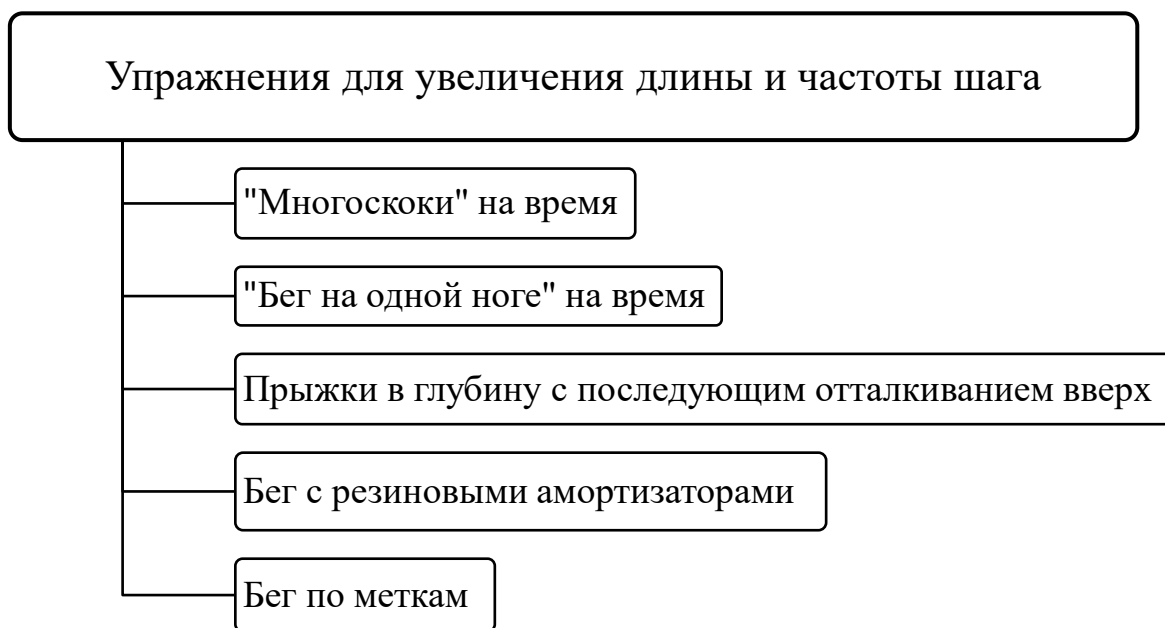 Упражнения для увеличения длины и частоты шага
"Многоскоки" на время
"Бег на одной ноге" на время
Прыжки в глубину с последующим отталкиванием вверх
Бег с резиновыми амортизаторами
Бег по меткам